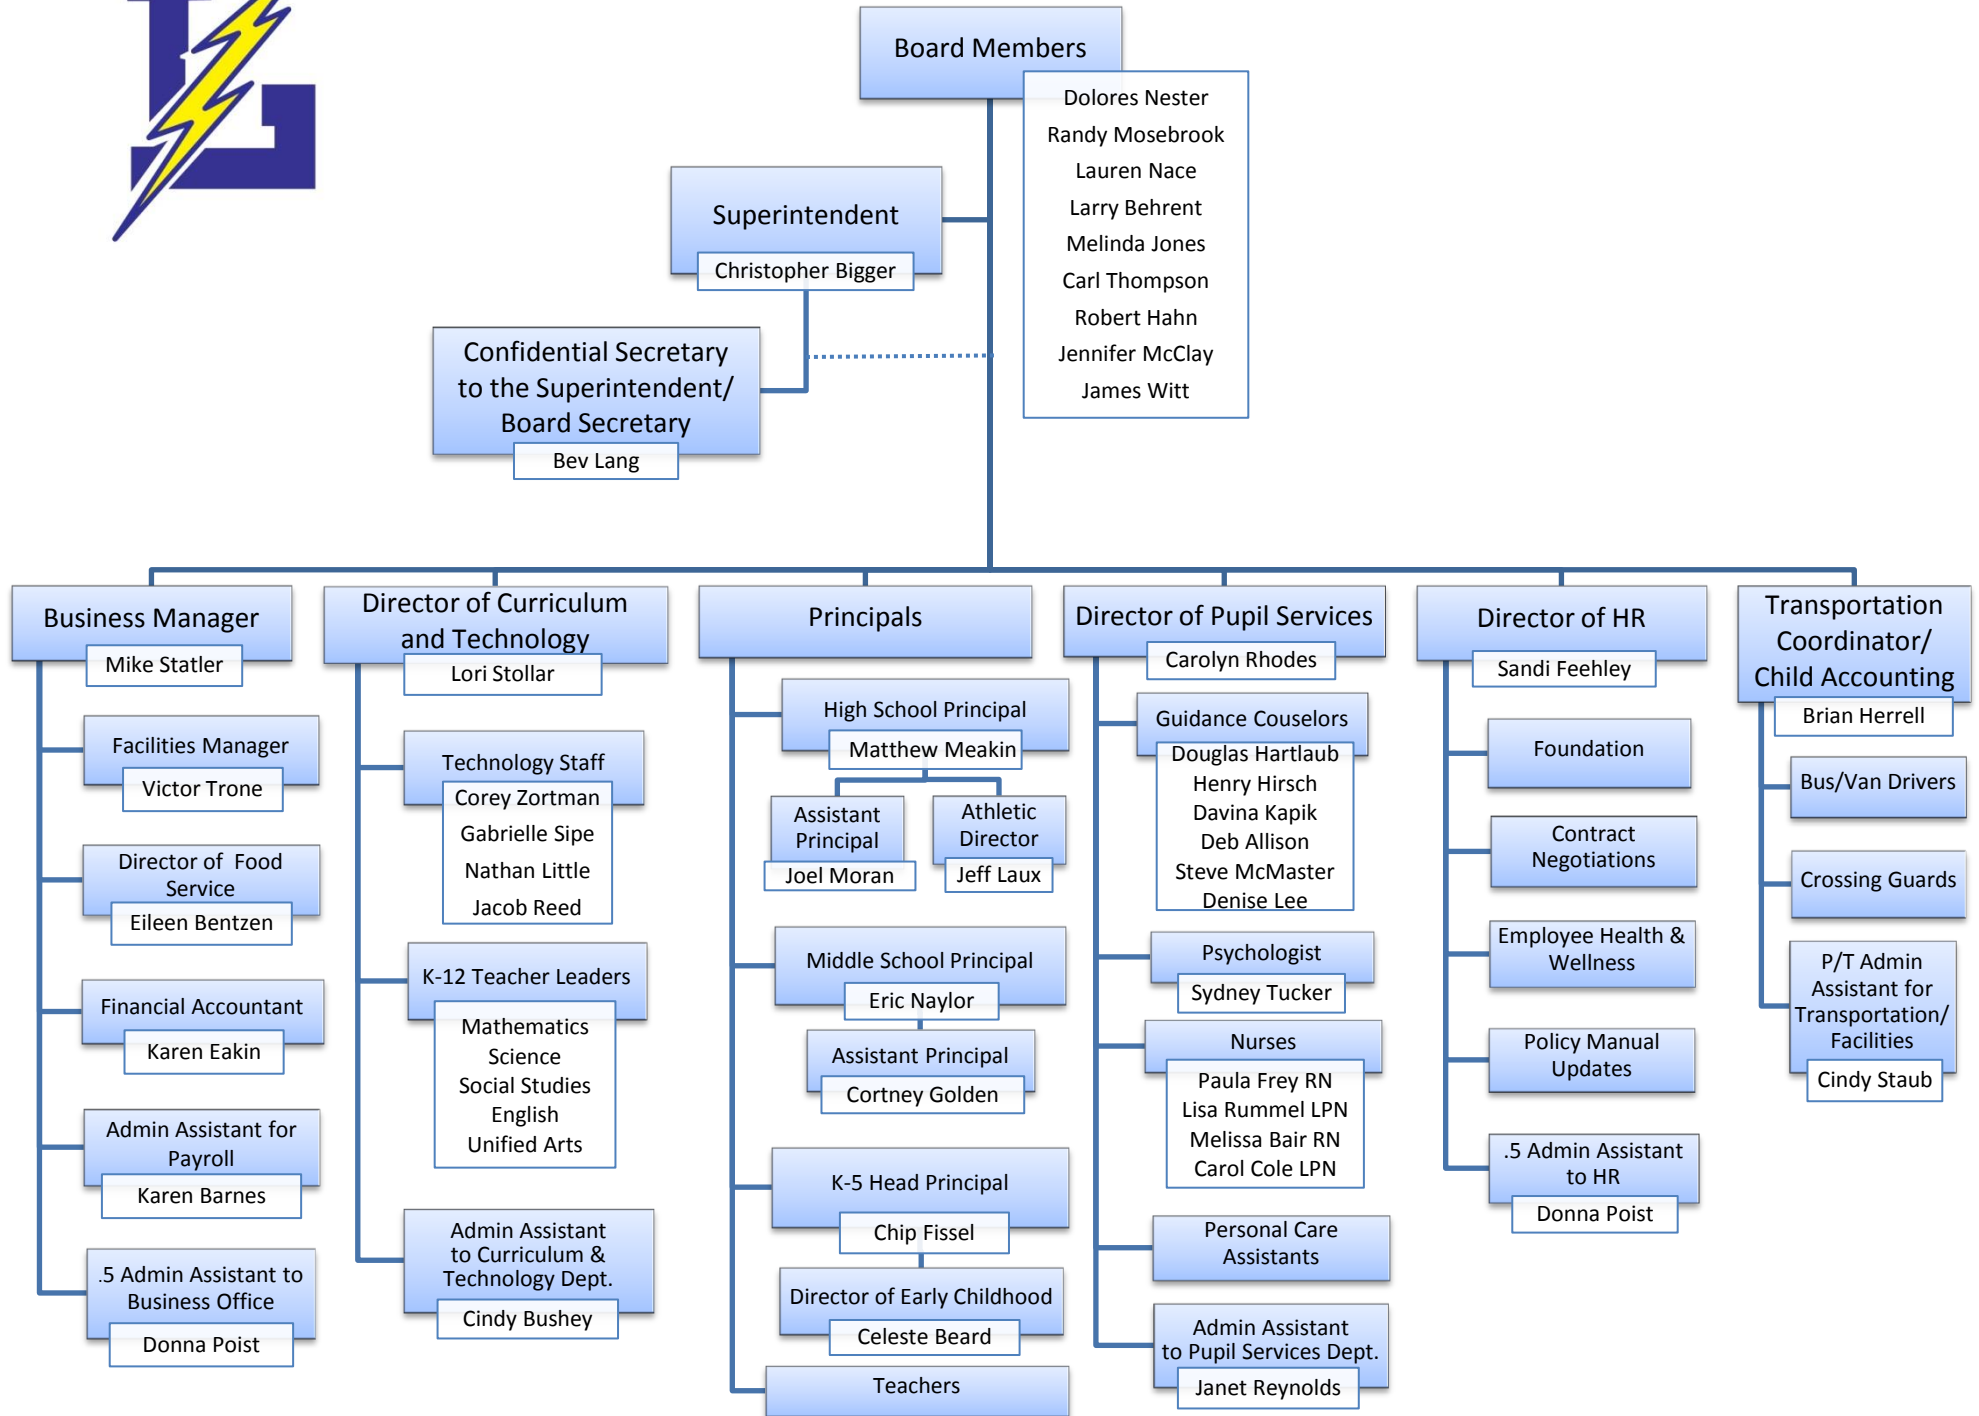 Board Members
Dolores Nester
Randy Mosebrook
Lauren Nace
Larry Behrent
Melinda Jones
Carl Thompson
Robert Hahn
Jennifer McClay
James Witt
Superintendent
Christopher Bigger
Confidential Secretary
to the Superintendent/
Board Secretary
Bev Lang
Business Manager
Mike Statler
Facilities Manager
Victor Trone
Director of Food
Service
Eileen Bentzen
Financial Accountant
Karen Eakin
Admin Assistant for
Payroll
Karen Barnes
.5 Admin Assistant to
Business Office
Donna Poist
Director of Curriculum
and Technology
Lori Stollar
Technology Staff
Corey Zortman
Gabrielle Sipe
Nathan Little
Jacob Reed
K-12 Teacher Leaders
Mathematics
Science
Social Studies
English
Unified Arts
Admin Assistant
to Curriculum &
Technology Dept.
Cindy Bushey
Principals
High School Principal
Matthew Meakin
Assistant
Principal
Joel Moran
Athletic
Director
Jeff Laux
Middle School Principal
Eric Naylor
Assistant Principal
Cortney Golden
K-5 Head Principal
Chip Fissel
Director of Early Childhood
Celeste Beard
Teachers
Director of Pupil Services
Carolyn Rhodes
Guidance Couselors
Douglas Hartlaub
Henry Hirsch
Davina Kapik
Deb Allison
Steve McMaster
Denise Lee
Psychologist
Sydney Tucker
Nurses
Paula Frey RN
Lisa Rummel LPN
Melissa Bair RN
Carol Cole LPN
Personal Care
Assistants
Admin Assistant
to Pupil Services Dept.
Janet Reynolds
Director of HR
Sandi Feehley
Foundation
Contract
Negotiations
Employee Health &
Wellness
Policy Manual
Updates
.5 Admin Assistant
to HR
Donna Poist
Transportation
Coordinator/
Child Accounting
Brian Herrell
Bus/Van Drivers
Crossing Guards
P/T Admin
Assistant for
Transportation/
Facilities
Cindy Staub